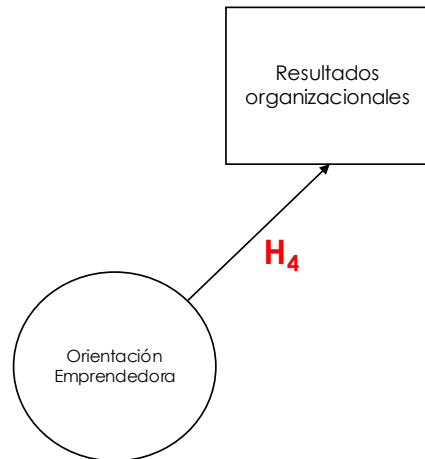 Resultados
organizacionales
H₄
Orientación
Emprendedora